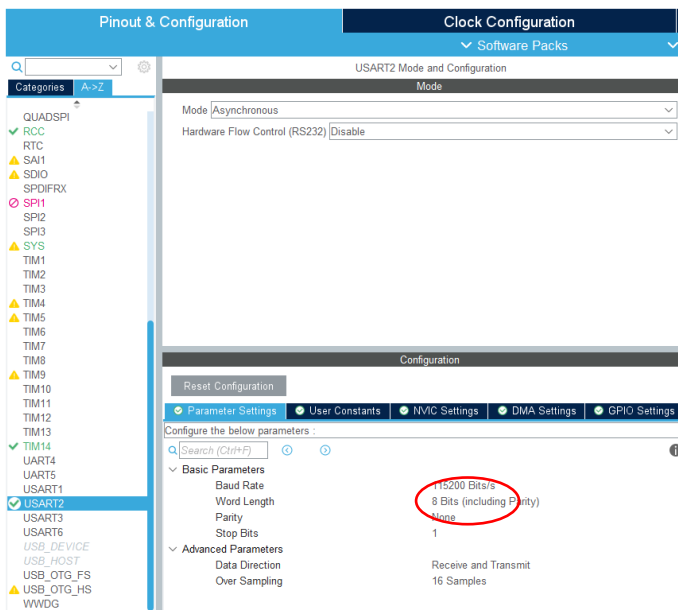 Pinout & Configuration
Clock Configuration
Software Packs
USART2 Mode and Configuration
Categories
A->Z
Mode
QUADSPI
RCC
RTC
SAI1
SDIO
SPDIFRX
SPI1
SPI2
SPI3
SYS
TIM1
TIM2
TIM3
TIM4
TIM5
TIM6
TIM7
TIM8
TIM9
TIM10
TIM11
TIM12
TIM13
TIM14
UART4
UART5
USART1
USART2
USART3
USART6
USB_DEVICE
USB_HOST
USB_OTG_FS
USB_OTG_HS
WWDG
Mode Asynchronous
Hardware Flow Control (RS232) Disable
Configuration
Reset Configuration
Parameter Settings
User Constants
NVIC Settings
DMA Settings
GPIO Settings
Configure the below parameters :
Search (Ctrl+F)
Basic Parameters
Baud Rate 115200 Bits/s
Word Length 8 Bits (including Parity)
Parity None
Stop Bits 1
Advanced Parameters
Data Direction Receive and Transmit
Over Sampling 16 Samples